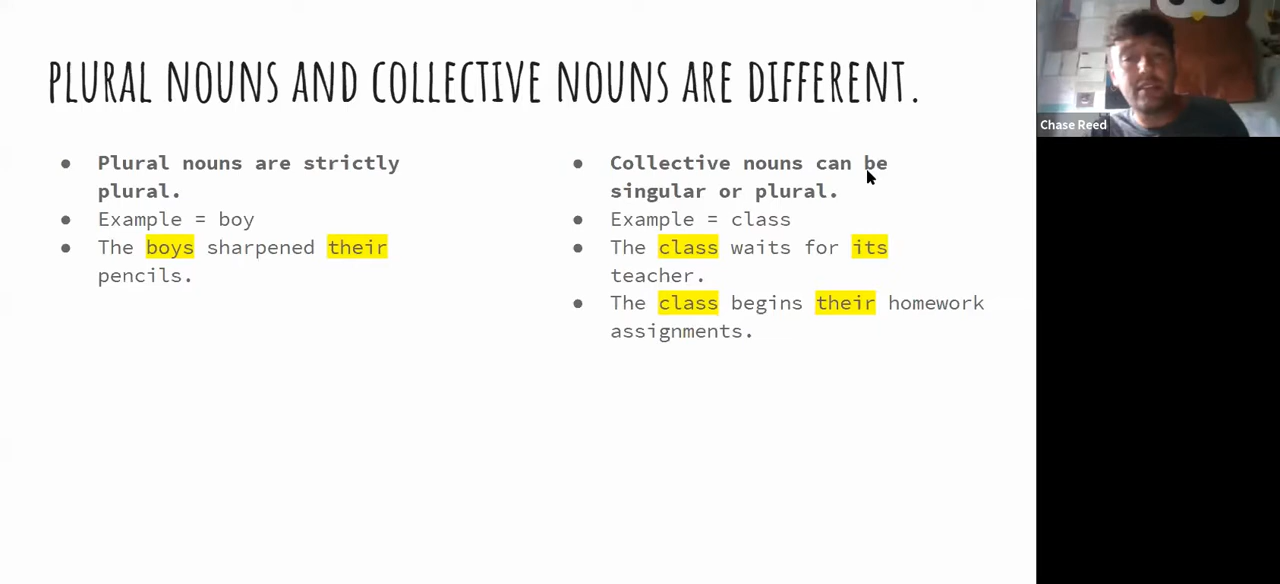 PLURAL NOUNS AND COLLECTIVE NOUNS ARE DIFFERENT.
● Plural nouns are strictly
plural.
● Example = boy
● The boys sharpened their
pencils.
● Collective nouns can be
singular or plural.
● Example = class
● The class waits for its
teacher.
● The class begins their homework
assignments.
Chase Reed